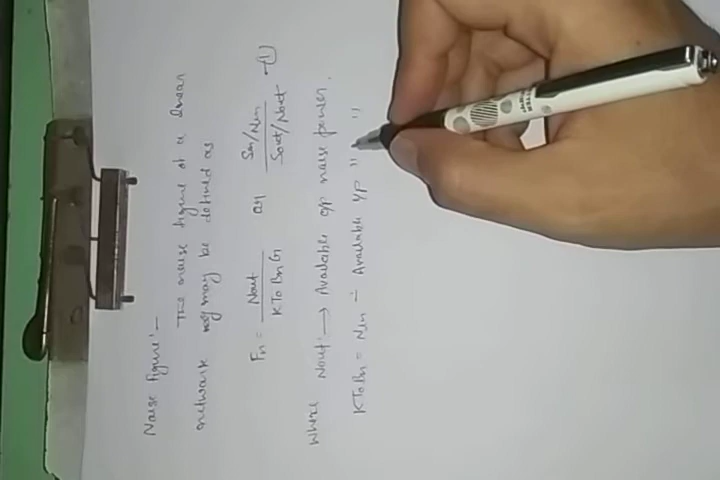 Noise Figure:-
The noise figure of a linear
network may be defined as
Fn = Nout / KToBnG or Sin/Nin / Sout/Nout -(1)
Where Nout: → Available o/p noise power.
KToBn = Nin = Available i/p " "